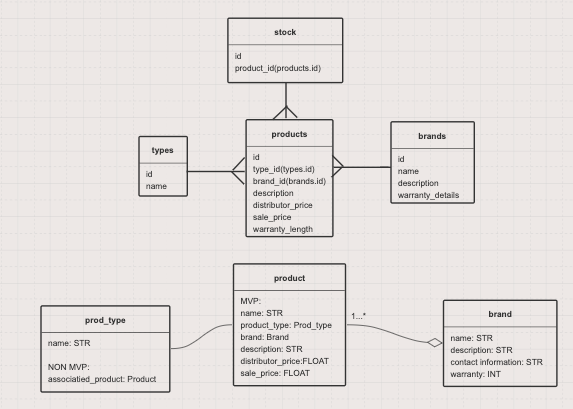 stock
id
product_id(products.id)
types
id
name
products
id
type_id(types.id)
brand_id(brands.id)
description
distributor_price
sale_price
warranty_length
brands
id
name
description
warranty_details
prod_type
name: STR
NON MVP:
associatied_product: Product
product
MVP:
name: STR
product_type: Prod_type
brand: Brand
description: STR
distributor_price:FLOAT
sale_price: FLOAT
1...*
brand
name: STR
description: STR
contact information: STR
warranty: INT